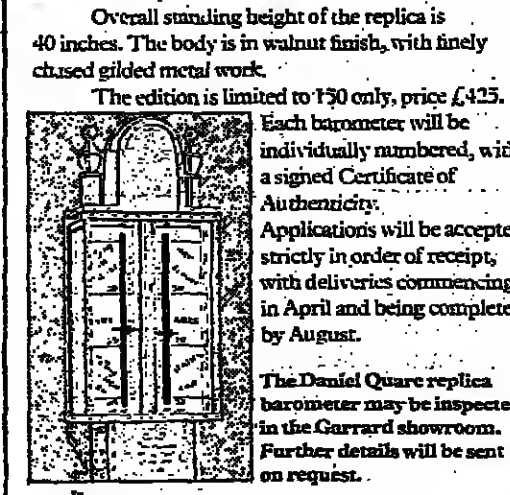 Overall standing height of the replica is
40 inches. The body is in walnut finish, with finely
chased gilded metal work.
The edition is limited to 150 only, price £425.
Each barometer will be
individually numbered, wit
a signed Certificate of
Authenticity.
Applications will be accepte
strictly in order of receipt,
with deliveries commencing
in April and being complete
by August.
The Daniel Quare replica
barometer may be inspecte
in the Garrard showroom.
Further details will be sent
on request.